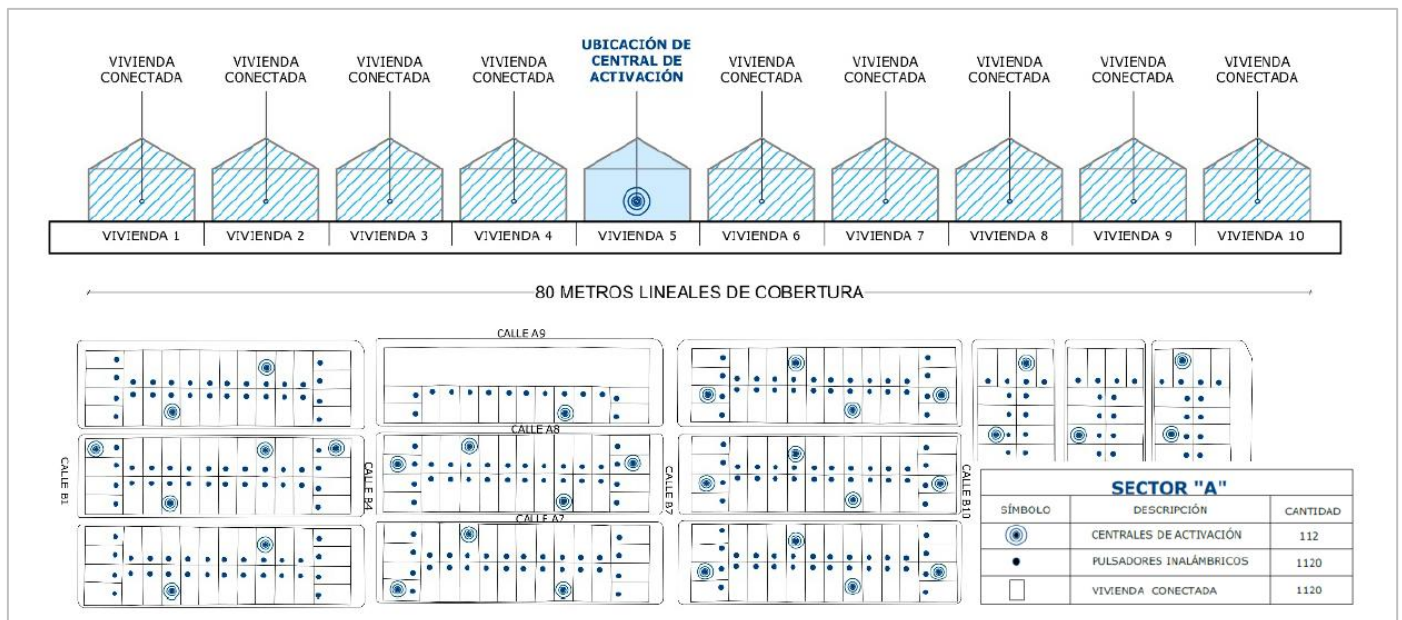 VIVIENDA CONECTADA
VIVIENDA CONECTADA
VIVIENDA CONECTADA
VIVIENDA CONECTADA
UBICACIÓN DE CENTRAL DE ACTIVACIÓN
VIVIENDA CONECTADA
VIVIENDA CONECTADA
VIVIENDA CONECTADA
VIVIENDA CONECTADA
VIVIENDA CONECTADA
VIVIENDA 1
VIVIENDA 2
VIVIENDA 3
VIVIENDA 4
VIVIENDA 5
VIVIENDA 6
VIVIENDA 7
VIVIENDA 8
VIVIENDA 9
VIVIENDA 10
80 METROS LINEALES DE COBERTURA
CALLE A9
CALLE A8
CALLE A7
CALLE B1
CALLE B4
CALLE B7
CALLE B10
SECTOR "A"
SÍMBOLO DESCRIPCIÓN CANTIDAD
CENTRALES DE ACTIVACIÓN 112
PULSADORES INALÁMBRICOS 1120
VIVIENDA CONECTADA 1120